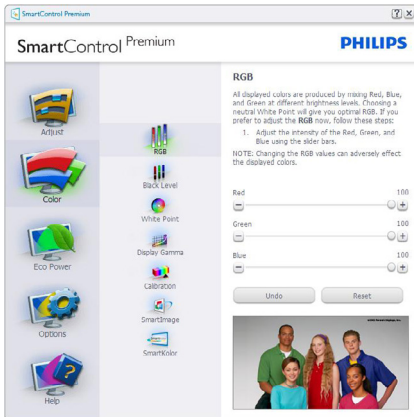 SmartControl Premium
SmartControl Premium
PHILIPS
Adjust
Color
Eco Power
Options
Help
RGB
Black Level
White Point
Display Gamma
Calibration
SmartImage
SmartKolor
RGB
All displayed colors are produced by mixing Red, Blue,
and Green at different brightness levels. Choosing a
neutral White Point will give you optimal RGB. If you
prefer to adjust the RGB now, follow these steps:
1. Adjust the intensity of the Red, Green, and
Blue using the slider bars.
NOTE: Changing the RGB values can adversely effect
the displayed colors.
Red 100
Green 100
Blue 100
Undo
Reset